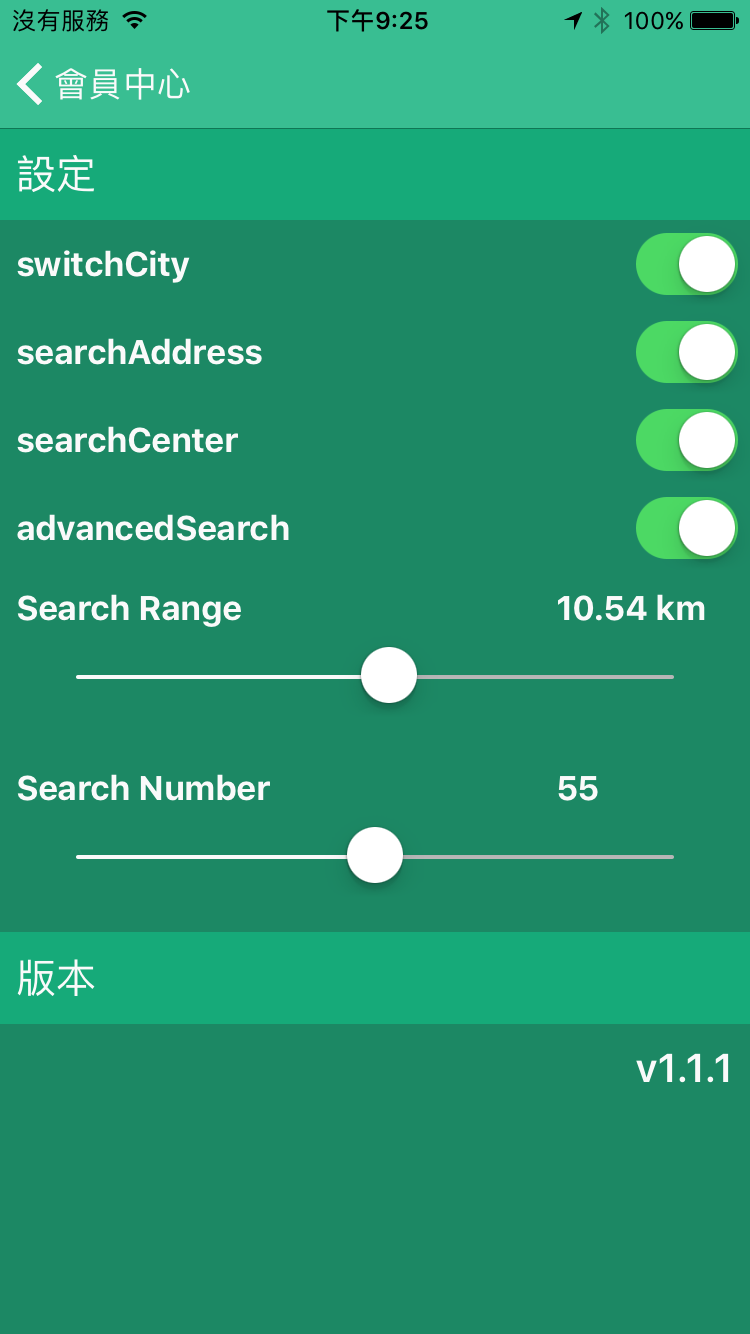 沒有服務 下午9:25 100%
會員中心
設定
switchCity
searchAddress
searchCenter
advancedSearch
Search Range 10.54 km
Search Number 55
版本
v1.1.1